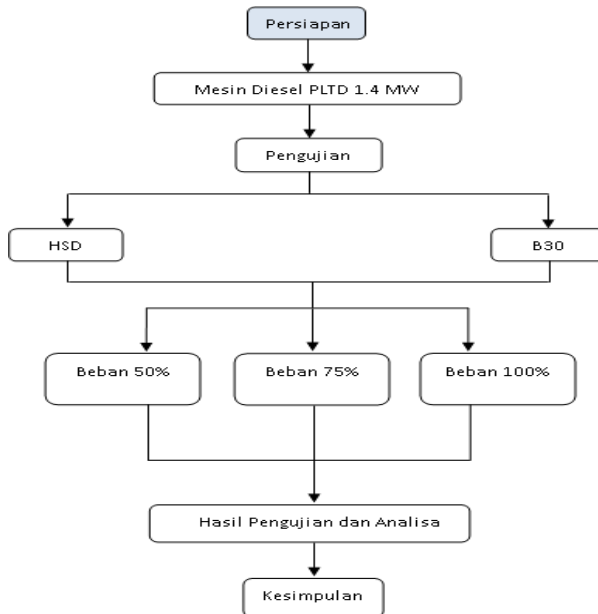 Persiapan
Mesin Diesel PLTD 1.4 MW
Pengujian
HSD
B30
Beban 50%
Beban 75%
Beban 100%
Hasil Pengujian dan Analisa
Kesimpulan